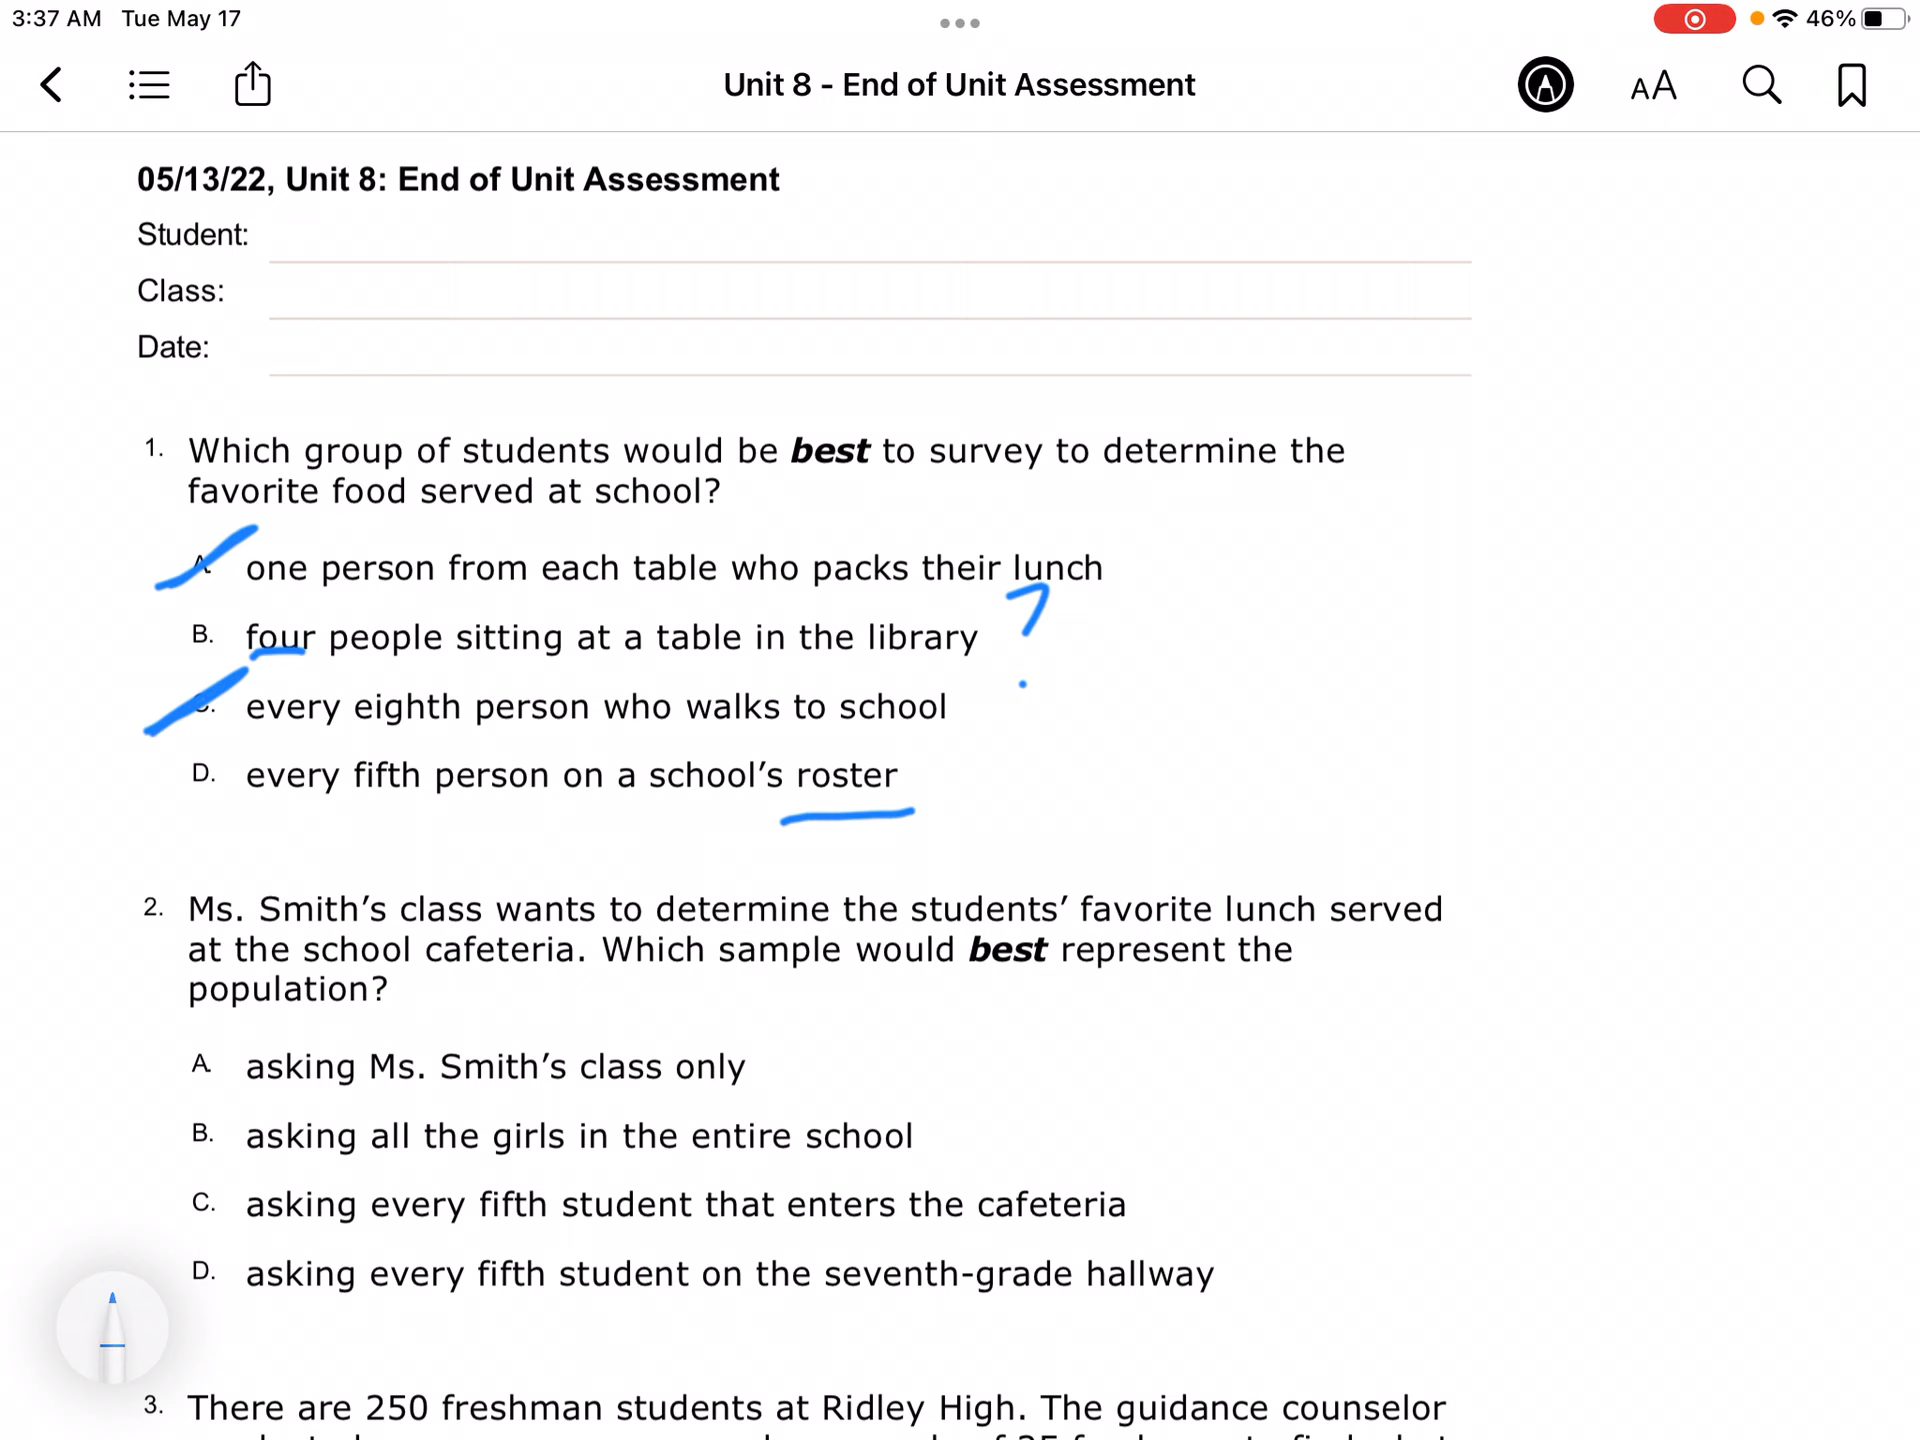 3:37 AM Tue May 17
46%
Unit 8 - End of Unit Assessment
AA
05/13/22, Unit 8: End of Unit Assessment
Student:
Class:
Date:
1. Which group of students would be best to survey to determine the
favorite food served at school?
A. one person from each table who packs their lunch
?
B. four people sitting at a table in the library
C. every eighth person who walks to school
D. every fifth person on a school’s roster
2. Ms. Smith’s class wants to determine the students’ favorite lunch served
at the school cafeteria. Which sample would best represent the
population?
A. asking Ms. Smith’s class only
B. asking all the girls in the entire school
C. asking every fifth student that enters the cafeteria
D. asking every fifth student on the seventh-grade hallway
3. There are 250 freshman students at Ridley High. The guidance counselor